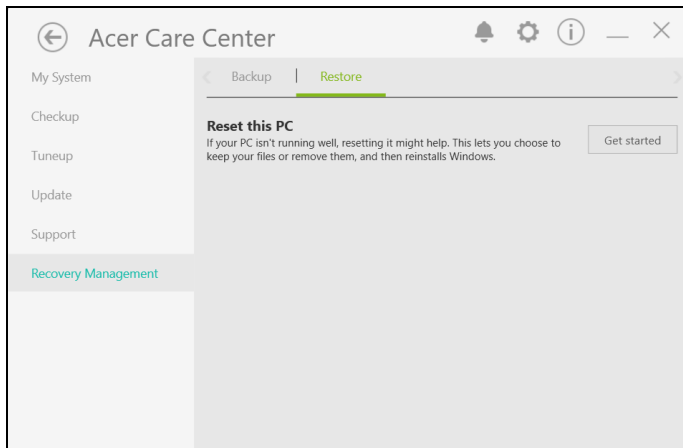 Acer Care Center
My System
Checkup
Tuneup
Update
Support
Recovery Management
Backup
Restore
Reset this PC
If your PC isn't running well, resetting it might help. This lets you choose to
keep your files or remove them, and then reinstalls Windows.
Get started